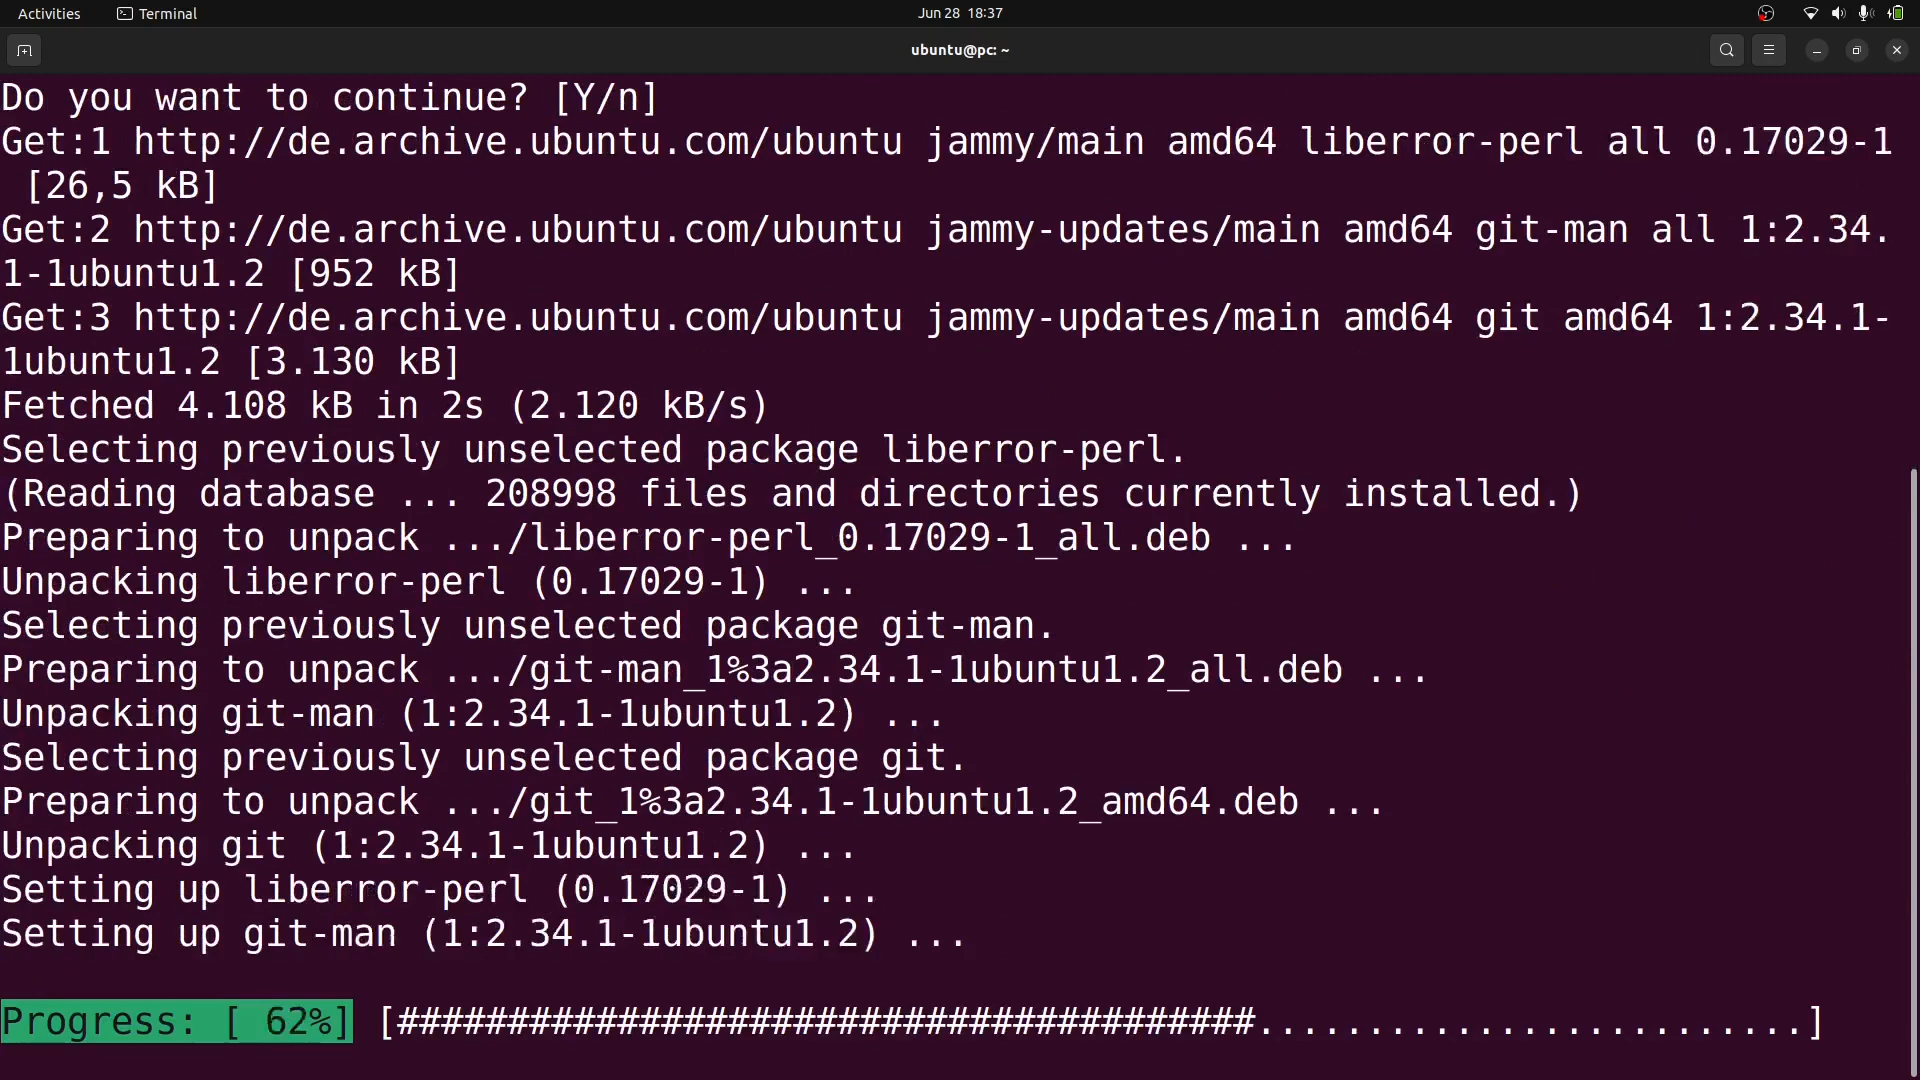 Activities Terminal Jun 28 18:37
ubuntu@pc: ~
Do you want to continue? [Y/n]
Get:1 http://de.archive.ubuntu.com/ubuntu jammy/main amd64 liberror-perl all 0.17029-1
 [26,5 kB]
Get:2 http://de.archive.ubuntu.com/ubuntu jammy-updates/main amd64 git-man all 1:2.34.
1-1ubuntu1.2 [952 kB]
Get:3 http://de.archive.ubuntu.com/ubuntu jammy-updates/main amd64 git amd64 1:2.34.1-
1ubuntu1.2 [3.130 kB]
Fetched 4.108 kB in 2s (2.120 kB/s)
Selecting previously unselected package liberror-perl.
(Reading database ... 208998 files and directories currently installed.)
Preparing to unpack .../liberror-perl_0.17029-1_all.deb ...
Unpacking liberror-perl (0.17029-1) ...
Selecting previously unselected package git-man.
Preparing to unpack .../git-man_1%3a2.34.1-1ubuntu1.2_all.deb ...
Unpacking git-man (1:2.34.1-1ubuntu1.2) ...
Selecting previously unselected package git.
Preparing to unpack .../git_1%3a2.34.1-1ubuntu1.2_amd64.deb ...
Unpacking git (1:2.34.1-1ubuntu1.2) ...
Setting up liberror-perl (0.17029-1) ...
Setting up git-man (1:2.34.1-1ubuntu1.2) ...
Progress: [ 62%] [#######################################.........................]